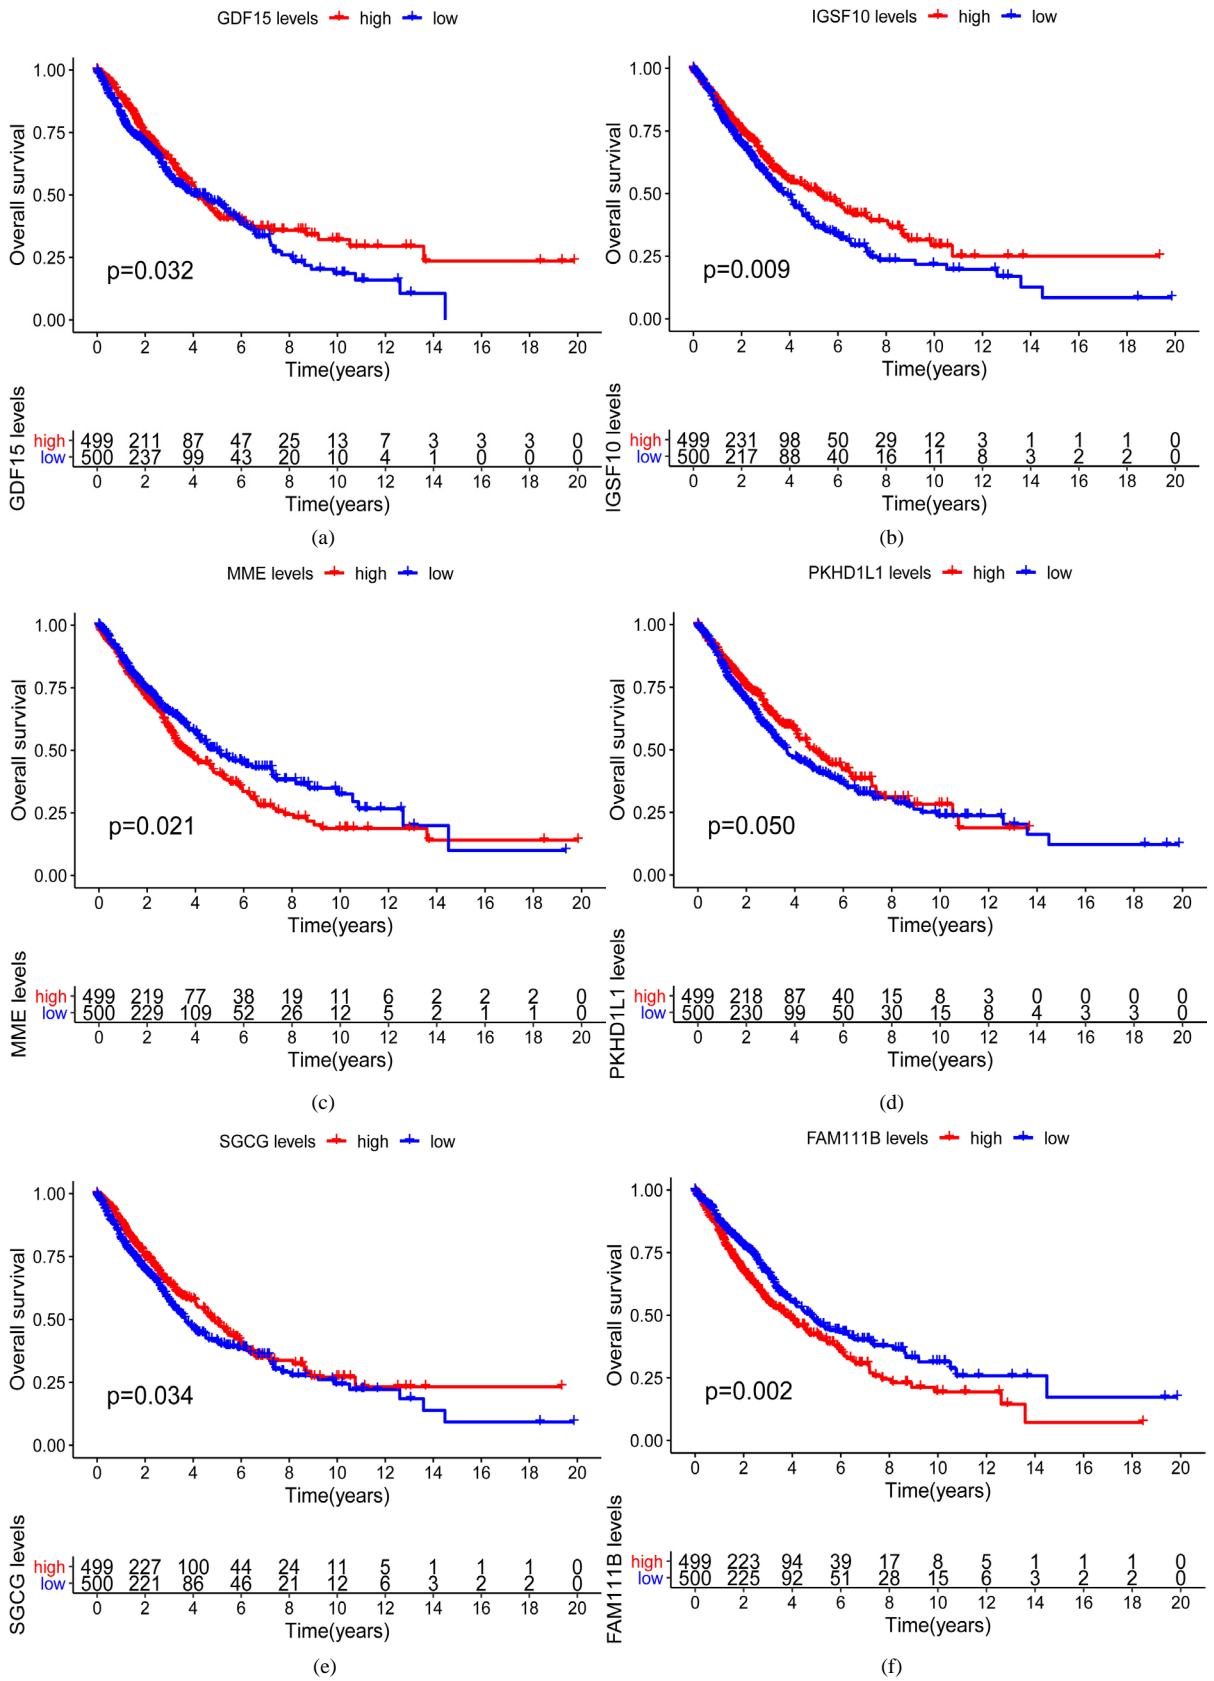 GDF15 levels high low
1.00
0.75
0.50
0.25
0.00
Overall survival
p=0.032
0 2 4 6 8 10 12 14 16 18 20
Time(years)
GDF15 levels
high 499 211 87 47 25 13 7 3 3 3 0
low 500 237 99 43 20 10 4 1 0 0 0
0 2 4 6 8 10 12 14 16 18 20
Time(years)
(a)
IGSF10 levels high low
1.00
0.75
0.50
0.25
0.00
Overall survival
p=0.009
0 2 4 6 8 10 12 14 16 18 20
Time(years)
IGSF10 levels
high 499 231 98 50 29 12 3 1 1 1 0
low 500 217 88 40 16 11 8 3 2 2 0
0 2 4 6 8 10 12 14 16 18 20
Time(years)
(b)
MME levels high low
1.00
0.75
0.50
0.25
0.00
Overall survival
p=0.021
0 2 4 6 8 10 12 14 16 18 20
Time(years)
MME levels
high 499 219 77 38 19 11 6 2 2 2 0
low 500 229 109 52 26 12 5 2 1 1 0
0 2 4 6 8 10 12 14 16 18 20
Time(years)
(c)
PKHD1L1 levels high low
1.00
0.75
0.50
0.25
0.00
Overall survival
p=0.050
0 2 4 6 8 10 12 14 16 18 20
Time(years)
PKHD1L1 levels
high 499 218 87 40 15 8 3 0 0 0 0
low 500 230 99 50 30 15 8 4 3 3 0
0 2 4 6 8 10 12 14 16 18 20
Time(years)
(d)
SGCG levels high low
1.00
0.75
0.50
0.25
0.00
Overall survival
p=0.034
0 2 4 6 8 10 12 14 16 18 20
Time(years)
SGCG levels
high 499 227 100 44 24 11 5 1 1 1 0
low 500 221 86 46 21 12 6 3 2 2 0
0 2 4 6 8 10 12 14 16 18 20
Time(years)
(e)
FAM111B levels high low
1.00
0.75
0.50
0.25
0.00
Overall survival
p=0.002
0 2 4 6 8 10 12 14 16 18 20
Time(years)
FAM111B levels
high 499 223 94 39 17 8 5 1 1 1 0
low 500 225 92 51 28 15 6 3 2 2 0
0 2 4 6 8 10 12 14 16 18 20
Time(years)
(f)